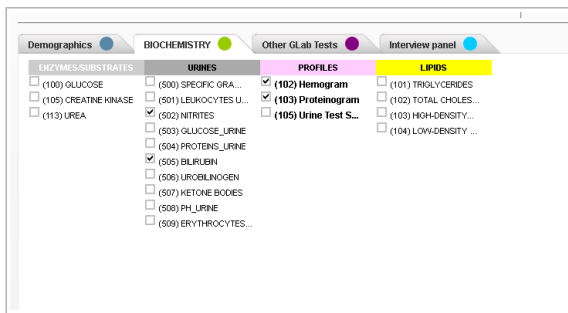 Demographics
BIOCHEMISTRY
Other GLab Tests
Interview panel
ENZYMES/SUBSTRATES
(100) GLUCOSE
(105) CREATINE KINASE
(113) UREA
URINES
(500) SPECIFIC GRA...
(501) LEUKOCYTES U...
(502) NITRITES
(503) GLUCOSE_URINE
(504) PROTEINS_URINE
(505) BILIRUBIN
(506) UROBILINOGEN
(507) KETONE BODIES
(508) PH_URINE
(509) ERYTHROCYTES...
PROFILES
(102) Hemogram
(103) Proteinogram
(105) Urine Test S...
LIPIDS
(101) TRIGLYCERIDES
(102) TOTAL CHOLES...
(103) HIGH-DENSITY...
(104) LOW-DENSITY ...